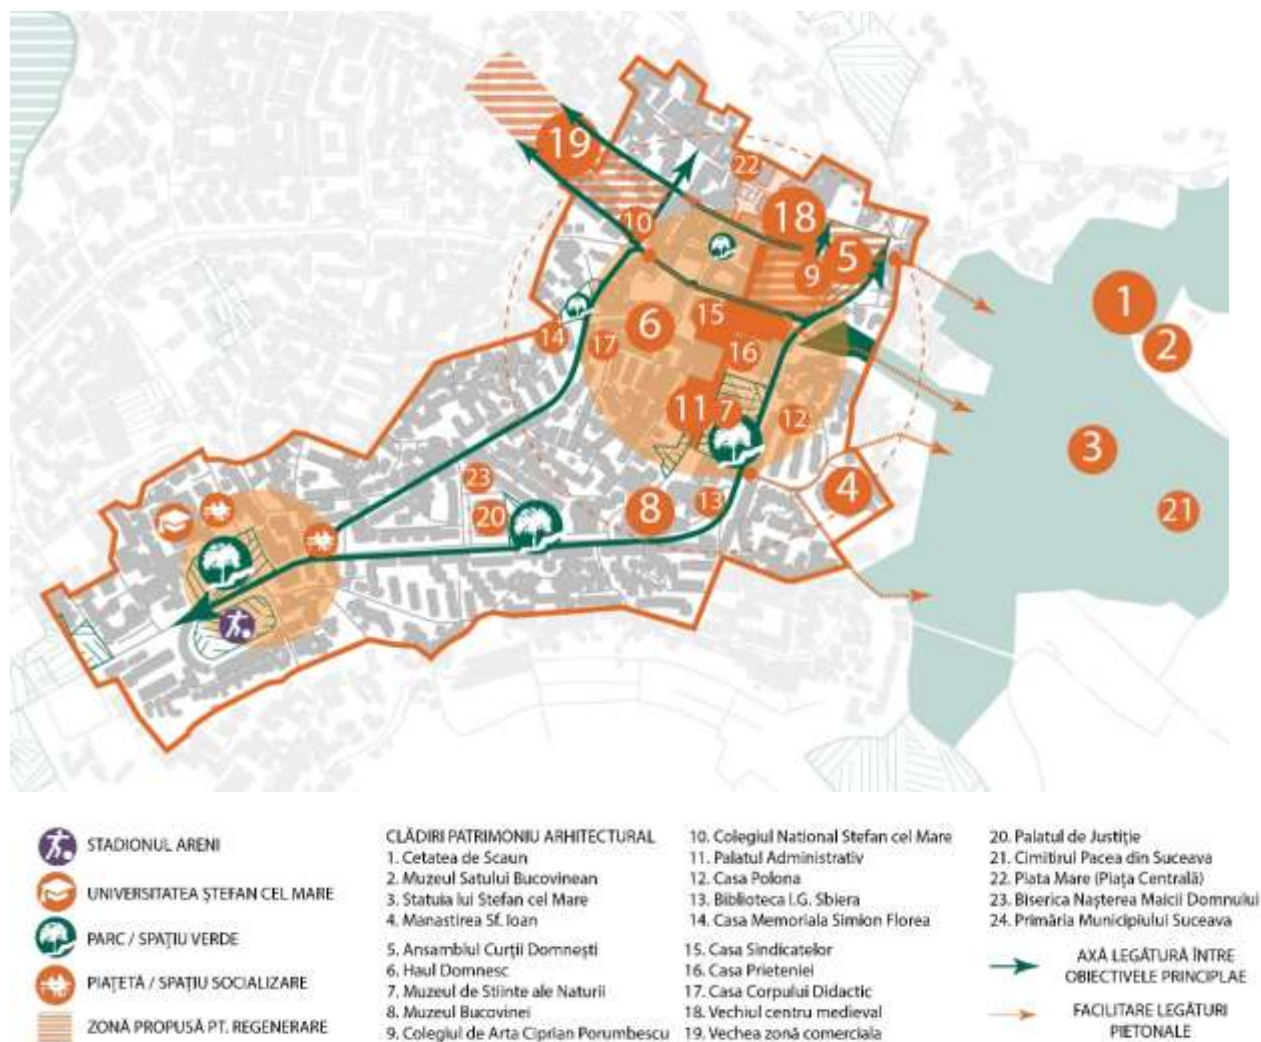 19
22
10
18
5
9
1
2
15
6
14
17
16
11
7
12
3
4
23
20
8
13
21
STADIONUL ARENI
UNIVERSITATEA ȘTEFAN CEL MARE
PARC / SPAȚIU VERDE
PIAȚETĂ / SPAȚIU SOCIALIZARE
ZONĂ PROPUSĂ PT. REGENERARE
CLĂDIRI PATRIMONIU ARHITECTURAL
1. Cetatea de Scaun
2. Muzeul Satului Bucovinean
3. Statuia lui Stefan cel Mare
4. Manastirea Sf. Ioan
5. Ansamblul Curții Domnești
6. Haul Domnesc
7. Muzeul de Stiinte ale Naturii
8. Muzeul Bucovinei
9. Colegiul de Arta Ciprian Porumbescu
10. Colegiul National Stefan cel Mare
11. Palatul Administrativ
12. Casa Polona
13. Biblioteca I.G. Sbiera
14. Casa Memoriala Simion Florea
15. Casa Sindicatelor
16. Casa Prieteniei
17. Casa Corpului Didactic
18. Vechiul centru medieval
19. Vechea zonă comerciala
20. Palatul de Justiție
21. Cimitirul Pacea din Suceava
22. Piata Mare (Piața Centrală)
23. Biserica Nașterea Maicii Domnului
24. Primăria Municipiului Suceava
AXĂ LEGĂTURĂ ÎNTRE
OBIECTIVELE PRINCIPLAE
FACILITARE LEGĂTURI
PIETONALE